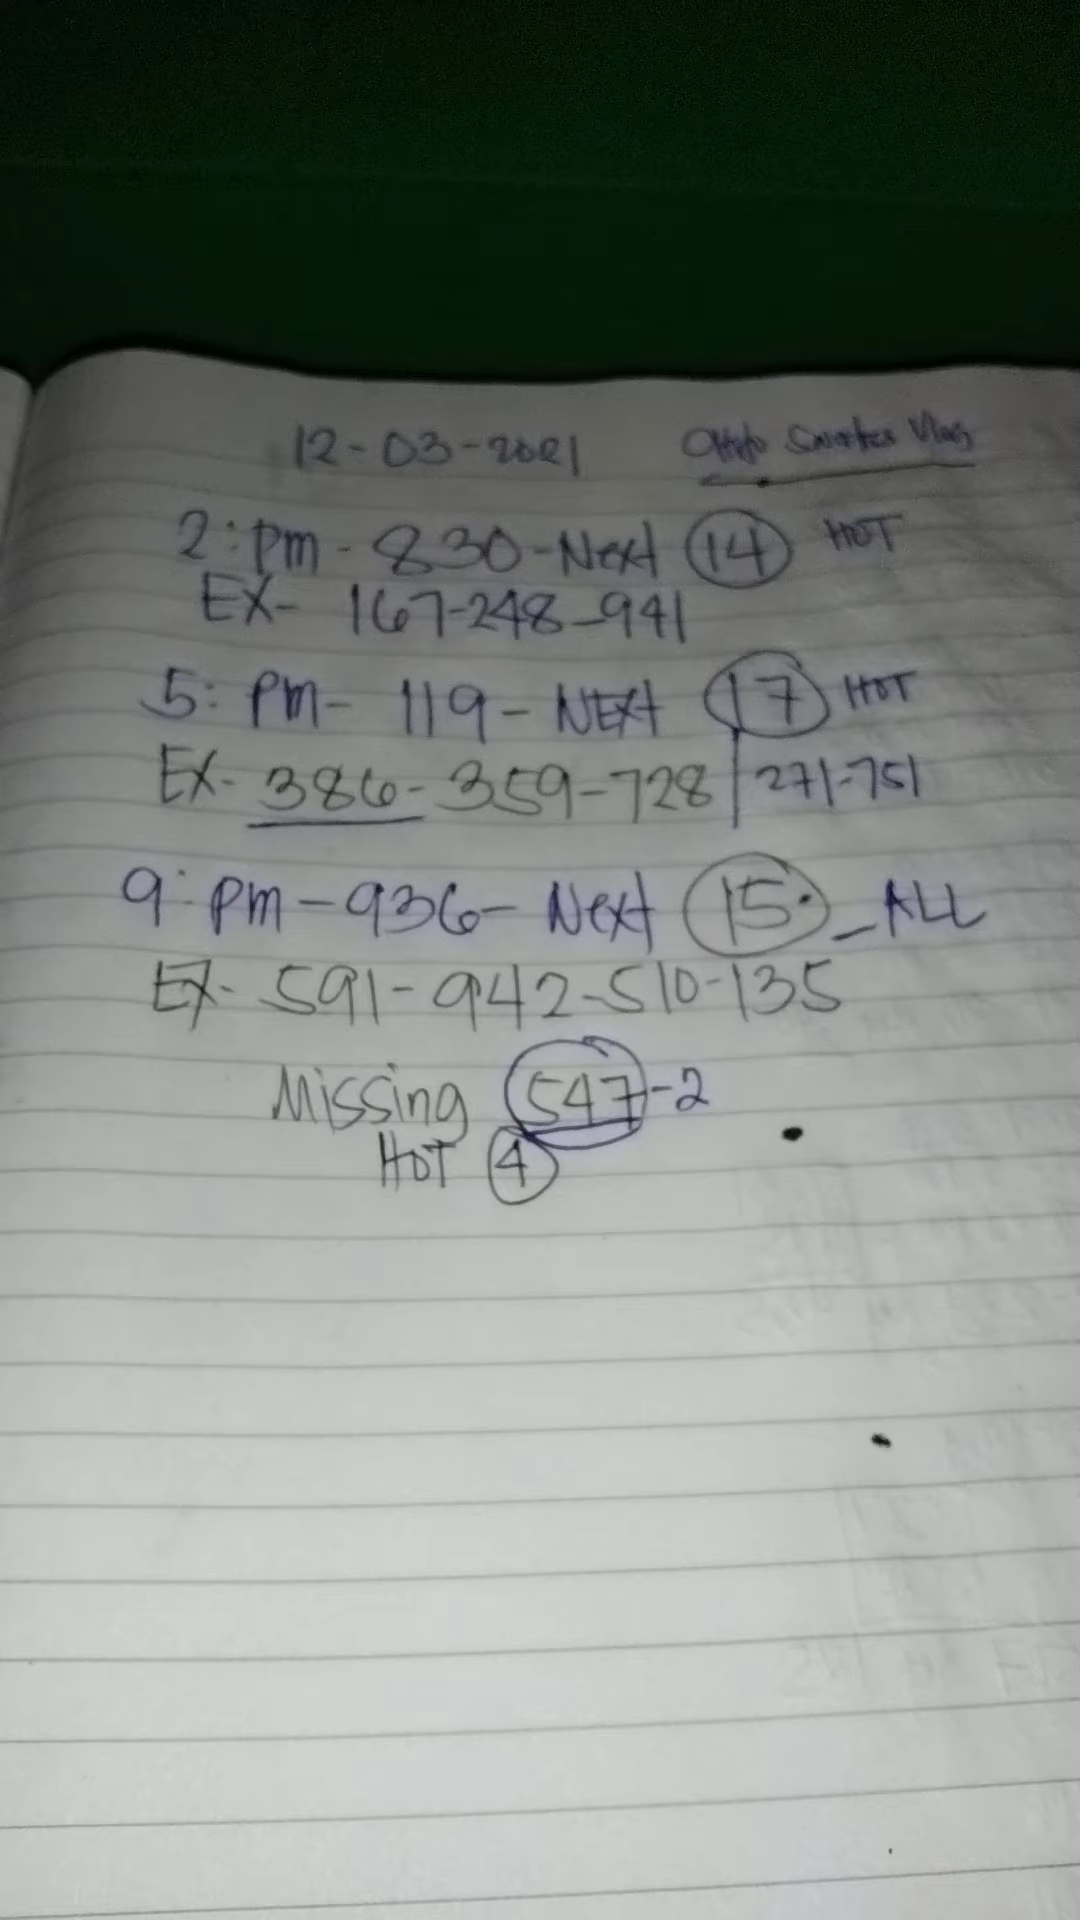 12-03-2021 Vlog
2:pm - 830-Next 14 HOT
EX- 167-248-941
5: pm- 119- NEXT 17 HOT
EX- 386- 359-728 | 271-751
9:pm-936- Next 15._ALL
EX- 591-942-510-135
Missing 547-2
HOT 4